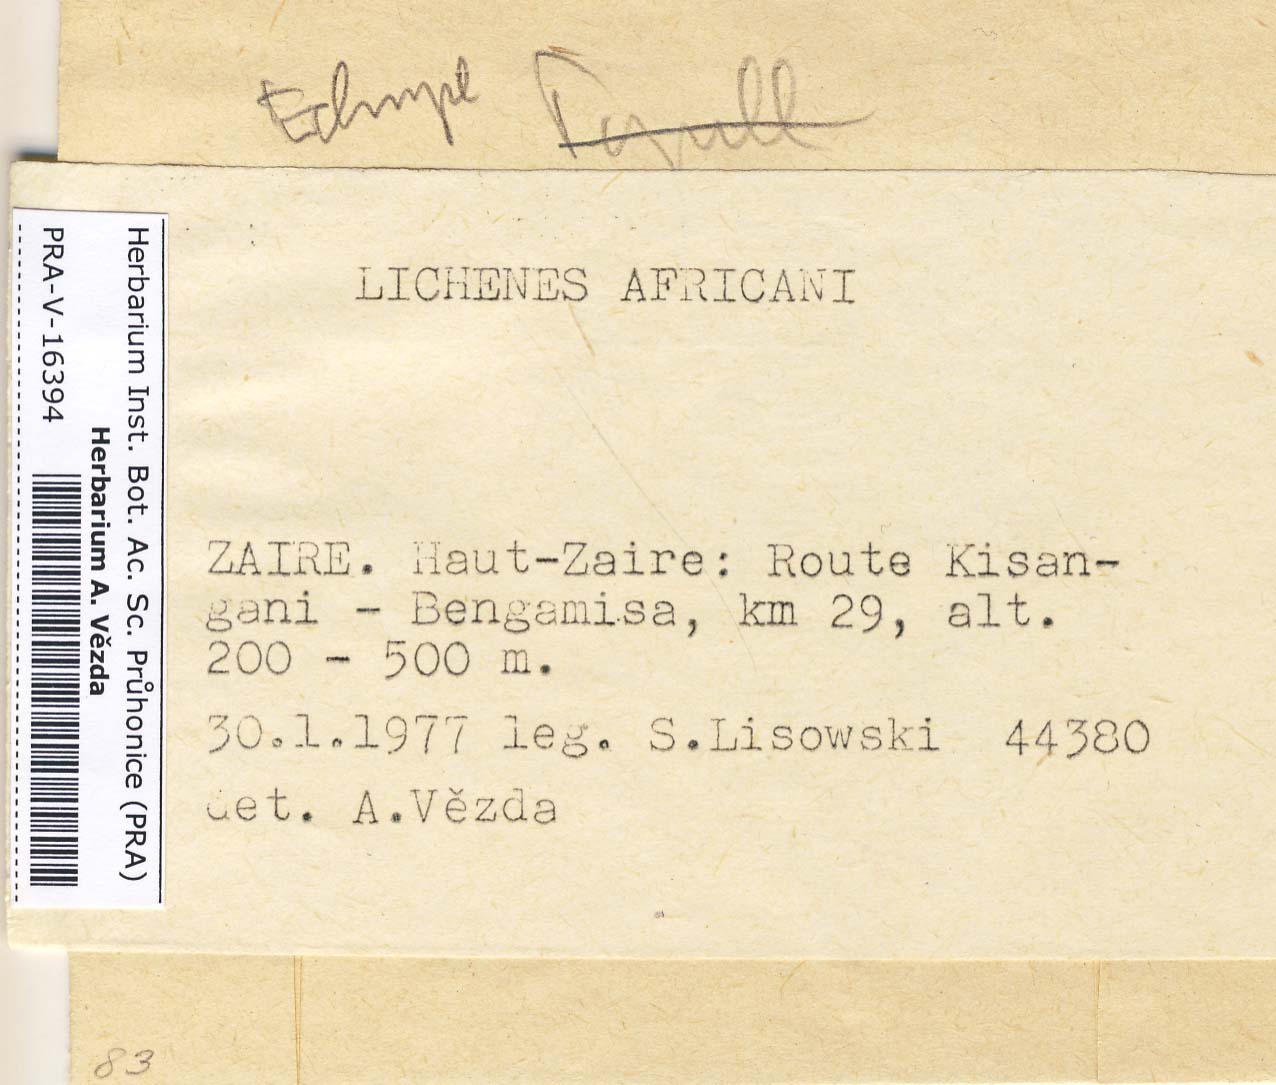 LICHENES AFRICANI
Herbarium Inst. Bot. Ac. Sc. Průhonice (PRA)
Herbarium A. Vězda
PRA-V-16394
ZAIRE. Haut-Zaire: Route Kisan-
gani - Bengamisa, km 29, alt.
200 - 500 m.
30.1.1977 leg. S.Lisowski 44380
det. A.Vězda
83